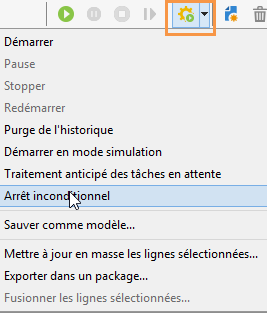 Démarrer
Pause
Stopper
Redémarrer
Purge de l'historique
Démarrer en mode simulation
Traitement anticipé des tâches en attente
Arrêt inconditionnel
Sauver comme modèle...
Mettre à jour en masse les lignes sélectionnées...
Exporter dans un package...
Fusionner les lignes sélectionnées...